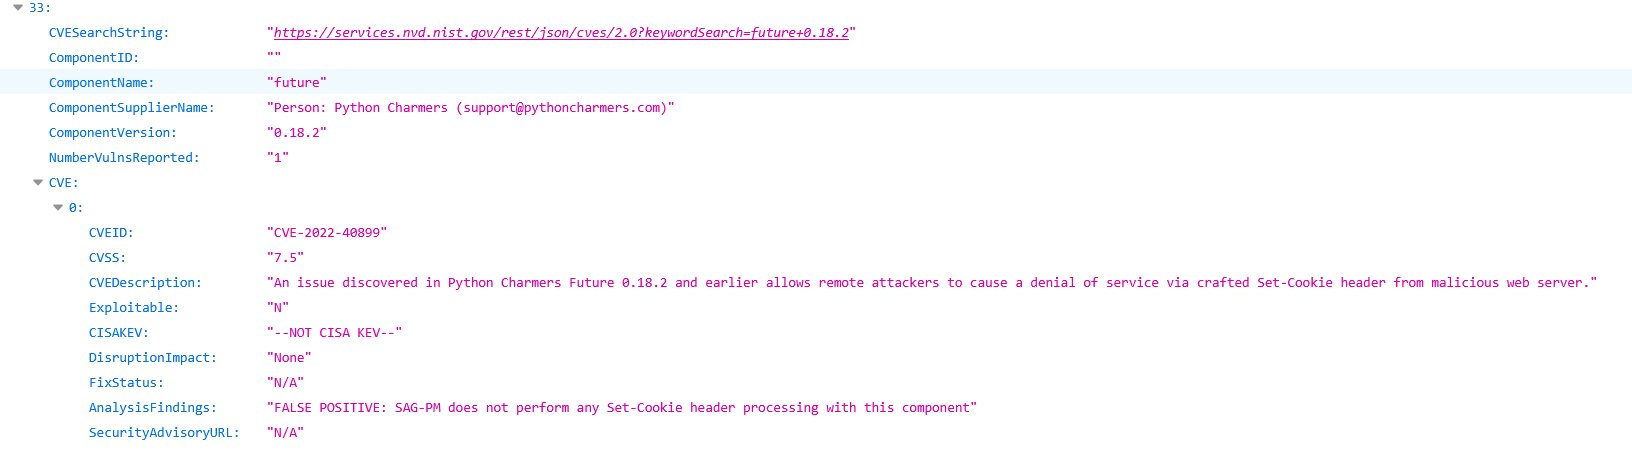 33:
CVESearchString: "https://services.nvd.nist.gov/rest/json/cves/2.0?keywordSearch=future+0.18.2"
ComponentID: ""
ComponentName: "future"
ComponentSupplierName: "Person: Python Charmers (support@pythoncharmers.com)"
ComponentVersion: "0.18.2"
NumberVulnsReported: "1"
CVE:
0:
CVEID: "CVE-2022-40899"
CVSS: "7.5"
CVEDescription: "An issue discovered in Python Charmers Future 0.18.2 and earlier allows remote attackers to cause a denial of service via crafted Set-Cookie header from malicious web server."
Exploitable: "N"
CISAKEV: "--NOT CISA KEV--"
DisruptionImpact: "None"
FixStatus: "N/A"
AnalysisFindings: "FALSE POSITIVE: SAG-PM does not perform any Set-Cookie header processing with this component"
SecurityAdvisoryURL: "N/A"